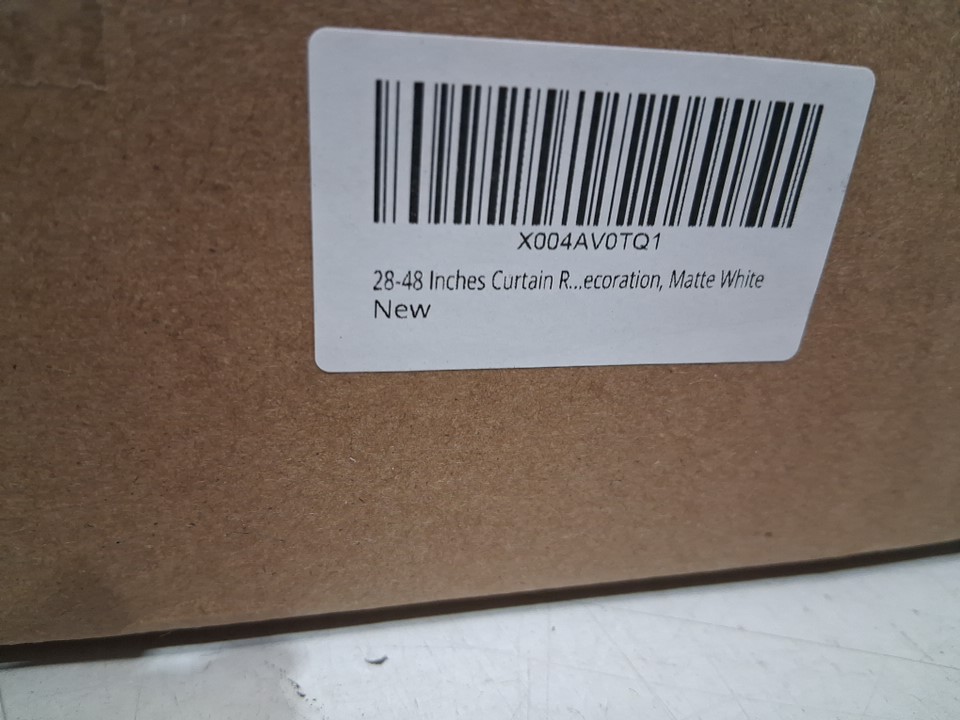 X004AV0TQ1
28-48 Inches Curtain R...ecoration, Matte White
New